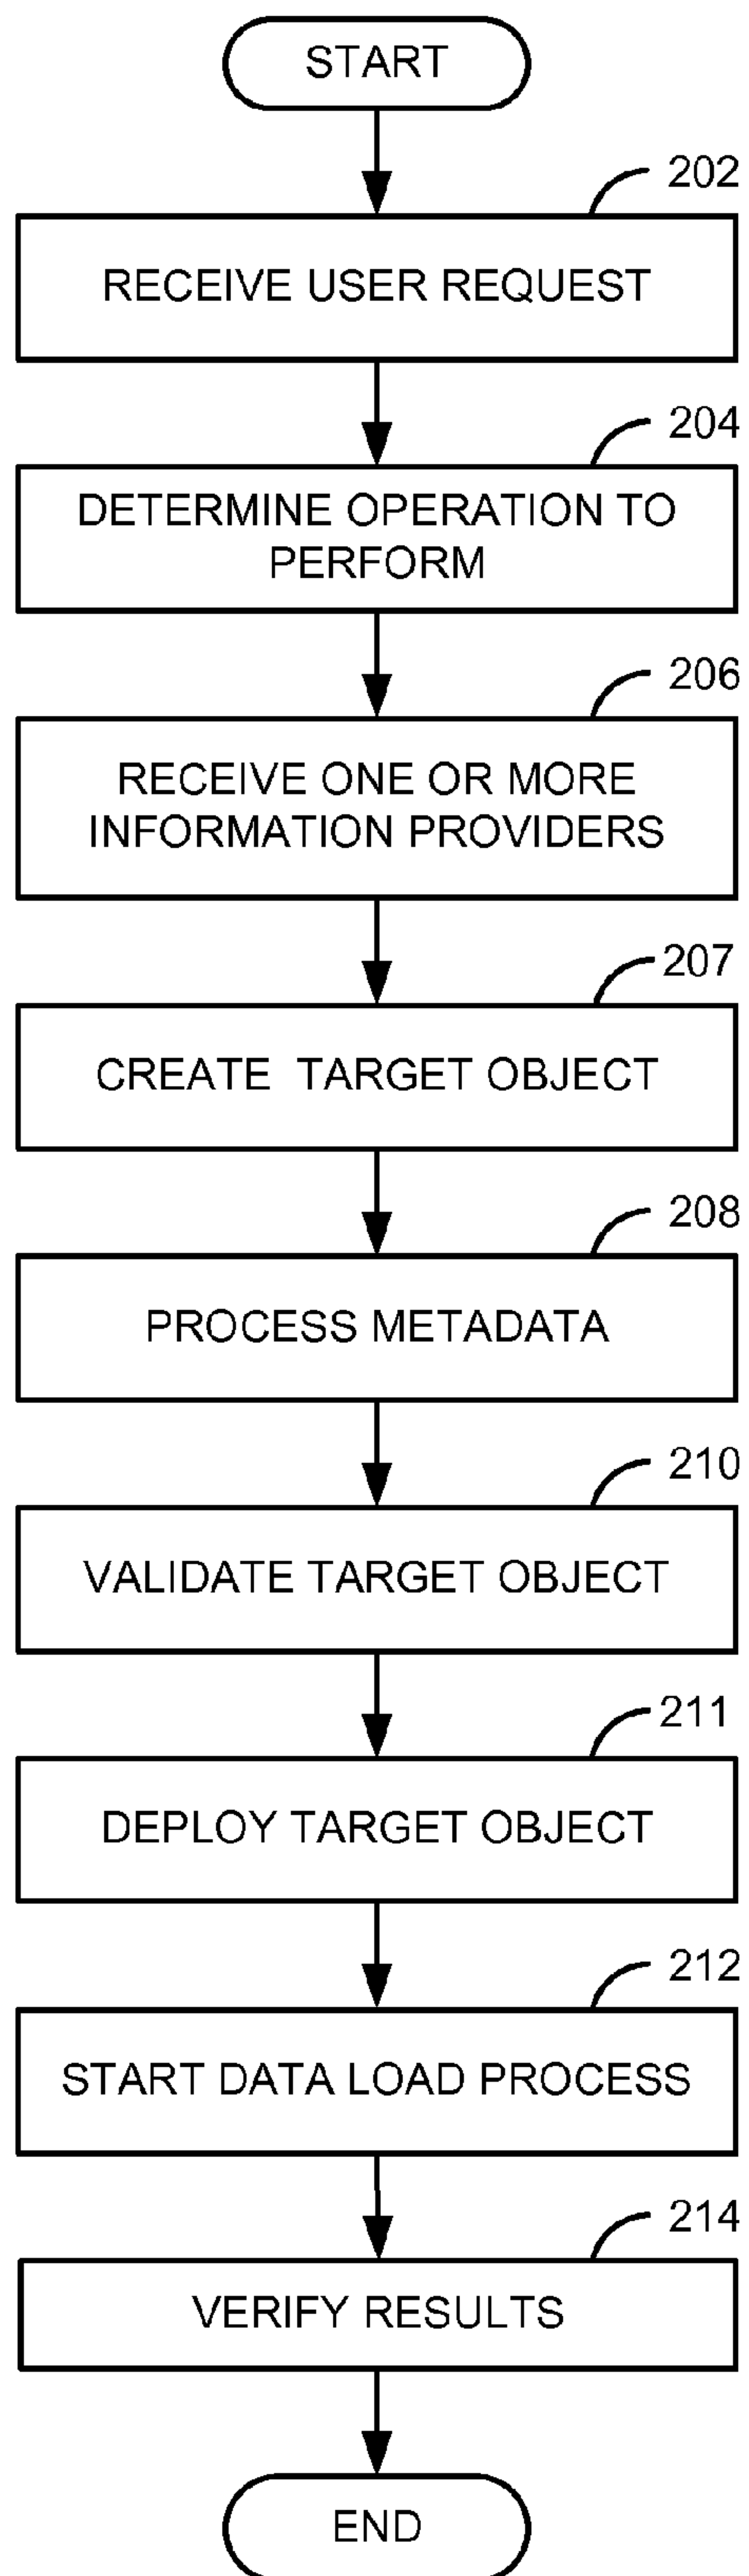 START
202
RECEIVE USER REQUEST
204
DETERMINE OPERATION TO
PERFORM
206
RECEIVE ONE OR MORE
INFORMATION PROVIDERS
207
CREATE TARGET OBJECT
208
PROCESS METADATA
210
VALIDATE TARGET OBJECT
211
DEPLOY TARGET OBJECT
212
START DATA LOAD PROCESS
214
VERIFY RESULTS
END